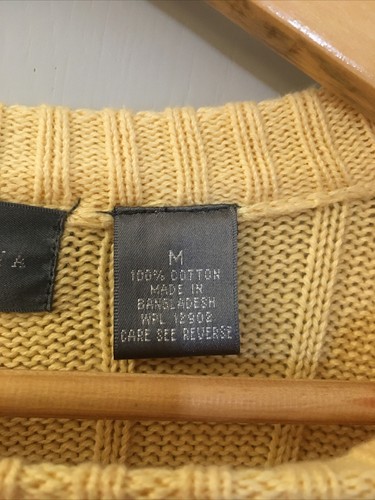 M
100% COTTON
MADE IN
BANGLADESH
WPL 12902
CARE SEE REVERSE